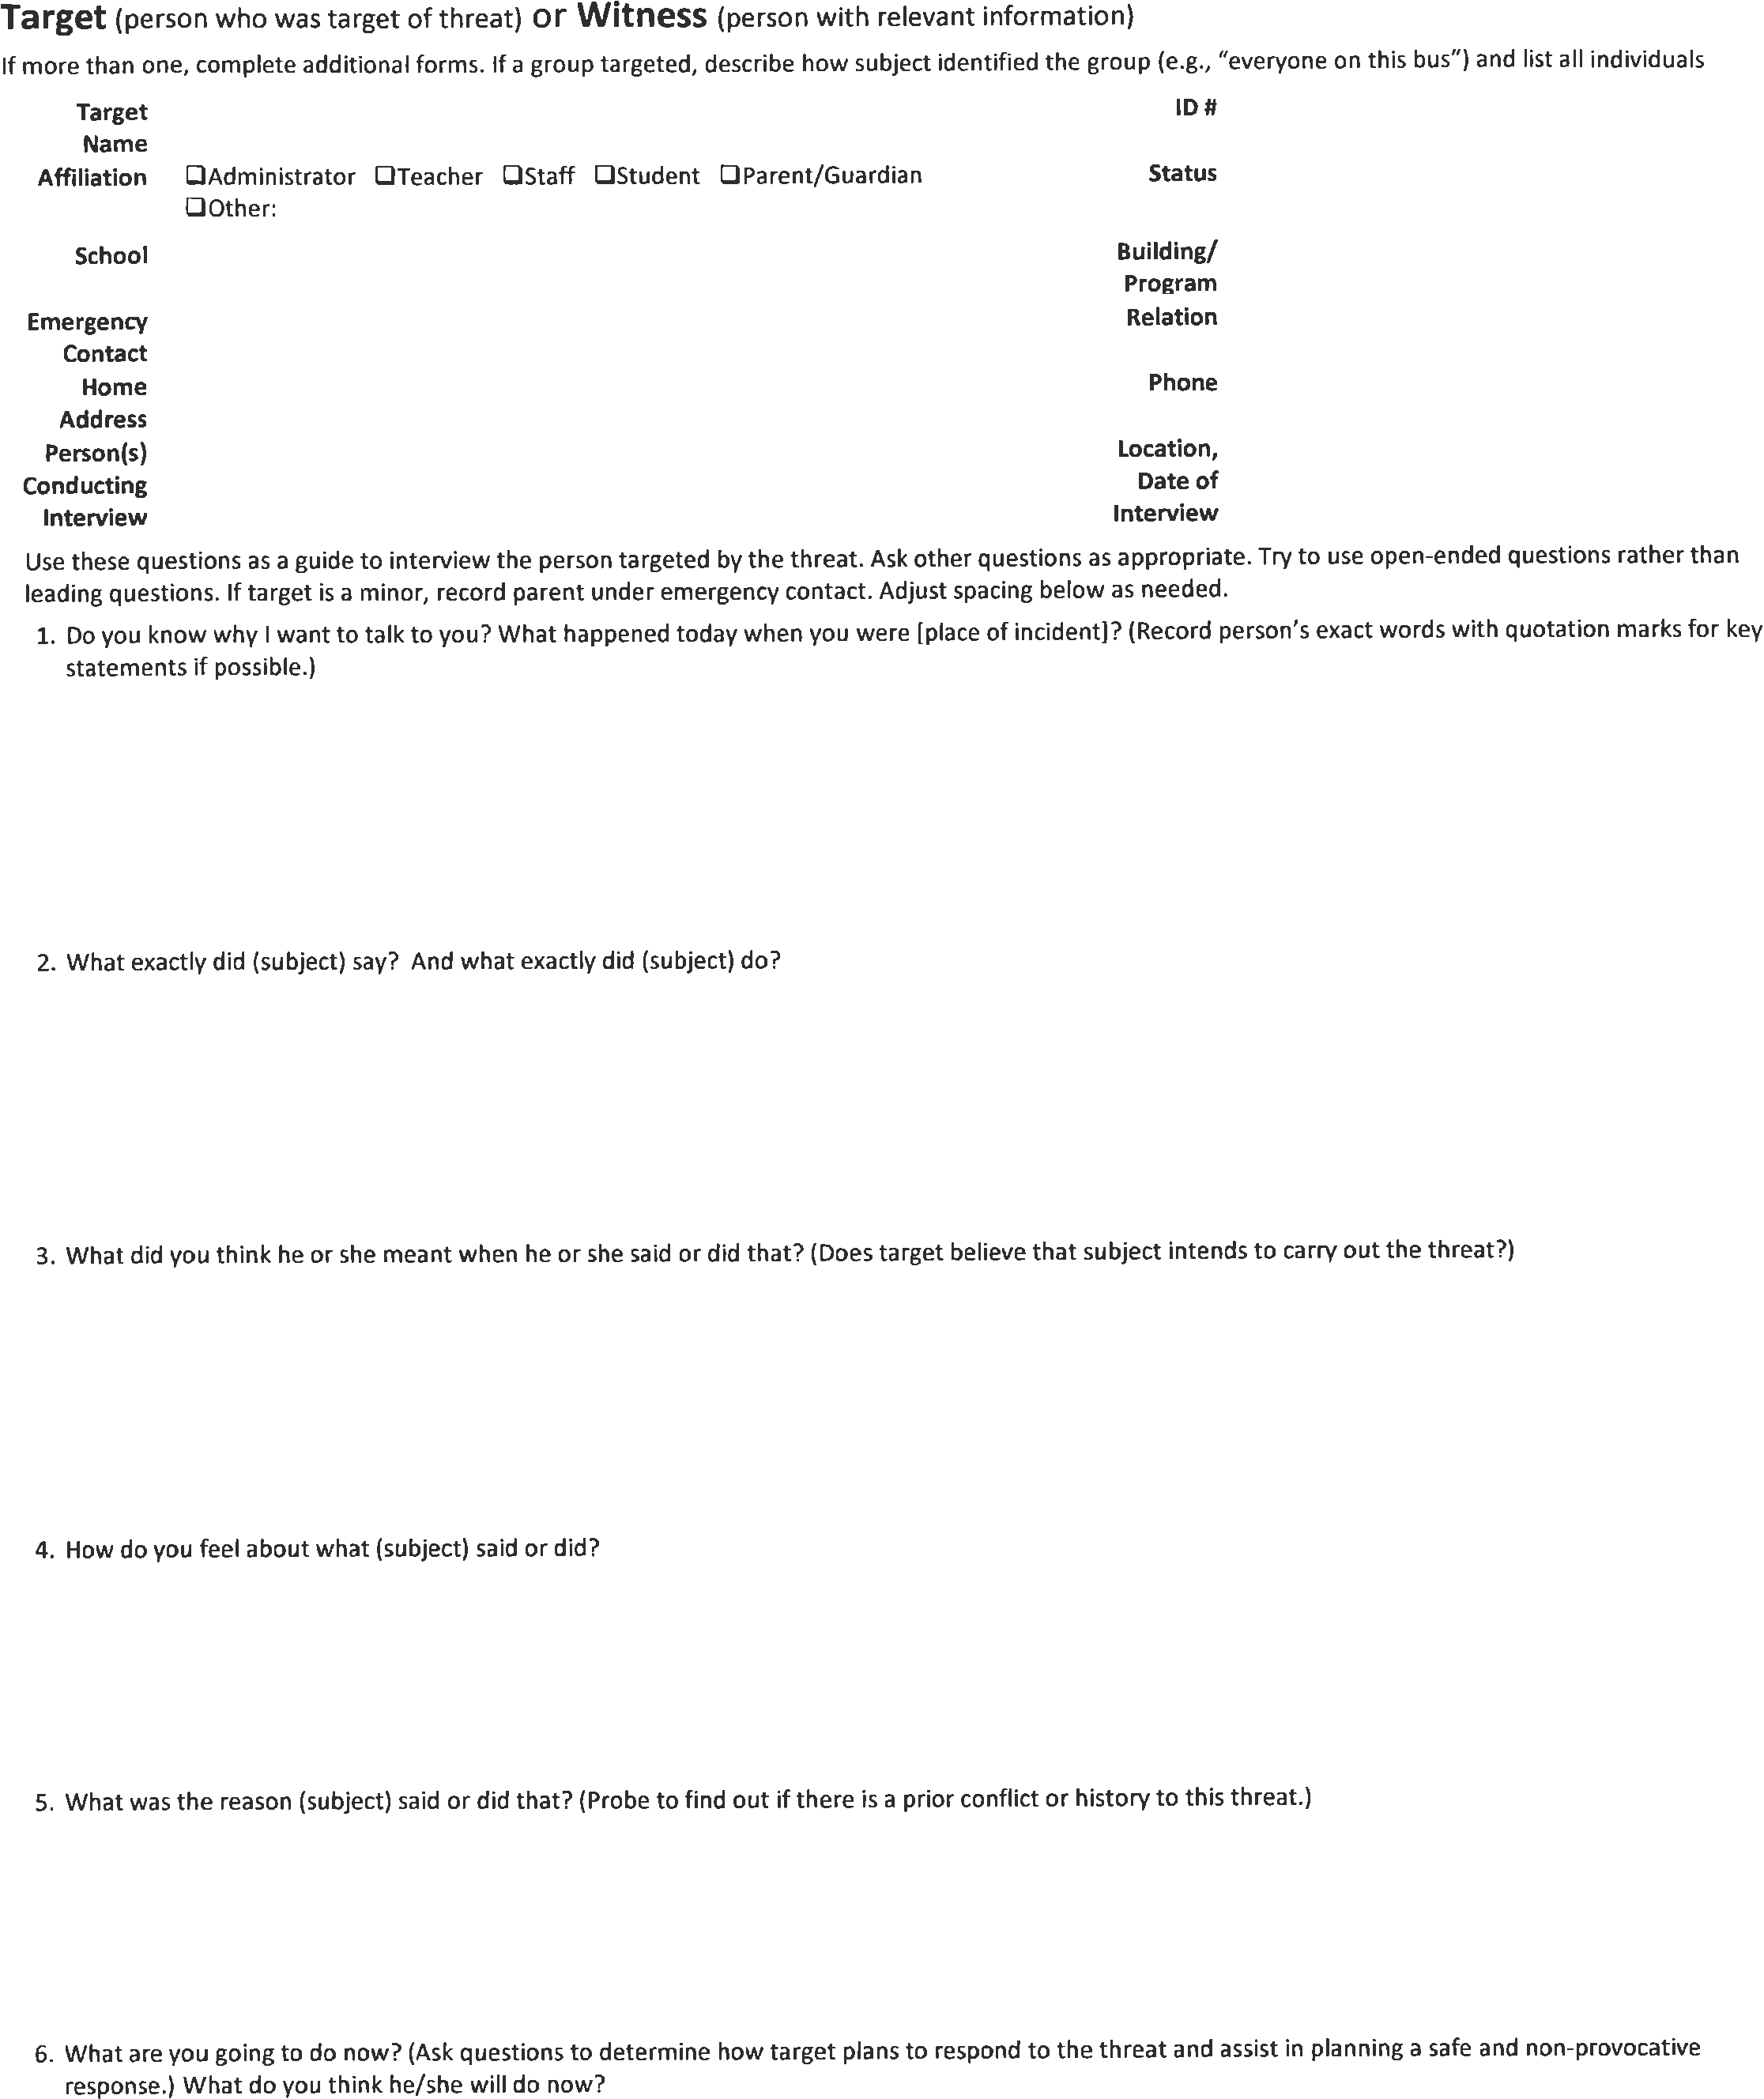 Target (person who was target of threat) or Witness (person with relevant information)
If more than one, complete additional forms. If a group targeted, describe how subject identified the group (e.g., “everyone on this bus”) and list all individuals
Target Name
ID #
Affiliation ❑Administrator ❑Teacher ❑Staff ❑Student ❑Parent/Guardian
❑Other:
Status
School
Building/
Program
Emergency
Contact
Relation
Home
Address
Phone
Person(s)
Conducting
Interview
Location,
Date of
Interview
Use these questions as a guide to interview the person targeted by the threat. Ask other questions as appropriate. Try to use open-ended questions rather than
leading questions. If target is a minor, record parent under emergency contact. Adjust spacing below as needed.
1. Do you know why I want to talk to you? What happened today when you were [place of incident]? (Record person’s exact words with quotation marks for key
statements if possible.)
2. What exactly did (subject) say? And what exactly did (subject) do?
3. What did you think he or she meant when he or she said or did that? (Does target believe that subject intends to carry out the threat?)
4. How do you feel about what (subject) said or did?
5. What was the reason (subject) said or did that? (Probe to find out if there is a prior conflict or history to this threat.)
6. What are you going to do now? (Ask questions to determine how target plans to respond to the threat and assist in planning a safe and non-provocative
response.) What do you think he/she will do now?